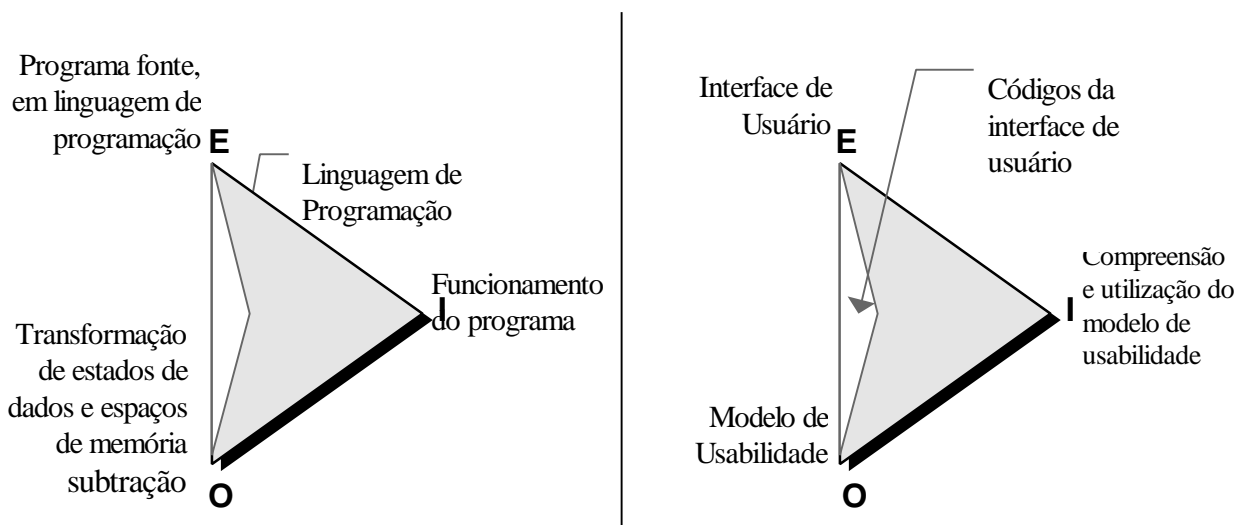 Programa fonte,
em linguagem de
programação
E
Linguagem de
Programação
Funcionamento
do programa
I
Transformação
de estados de
dados e espaços
de memória
subtração
O
Interface de
Usuário
E
Códigos da
interface de
usuário
Compreensão
e utilização do
modelo de
usabilidade
I
Modelo de
Usabilidade
O